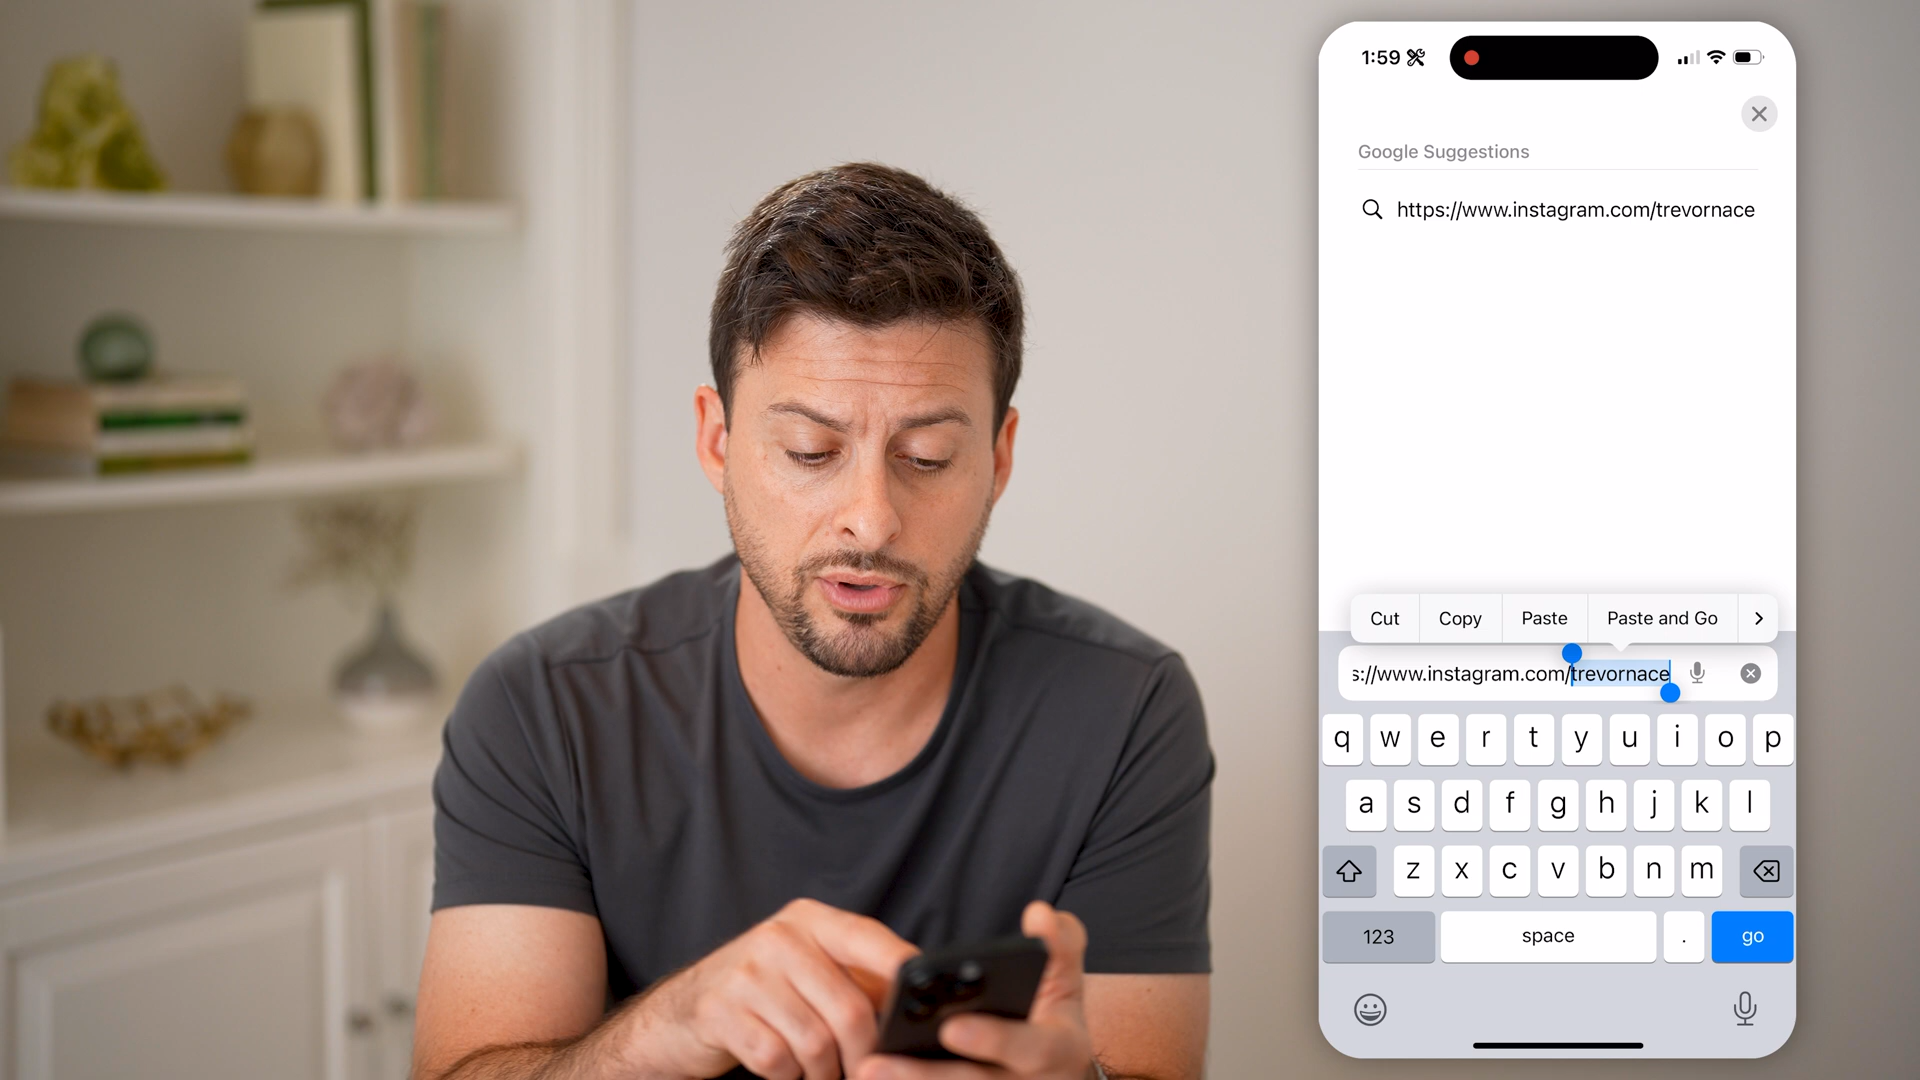 1:59
Google Suggestions
https://www.instagram.com/trevornace
Cut Copy Paste Paste and Go
s://www.instagram.com/trevornace
q w e r t y u i o p
a s d f g h j k l
z x c v b n m
123 space . go